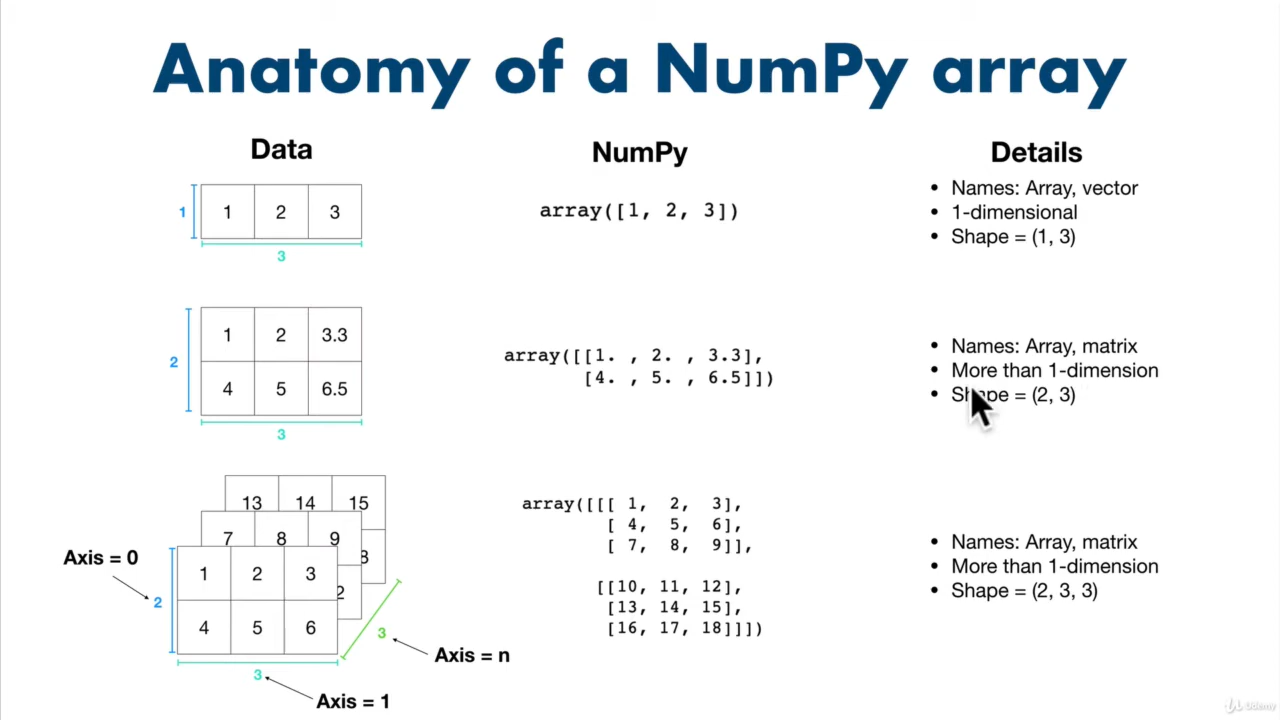 Anatomy of a NumPy array
Data
1
1 2 3
3
2
1 2 3.3
4 5 6.5
3
13 14 15
7 8 9
8
1 2 3
2
4 5 6
Axis = 0
2
3
Axis = 1
3
Axis = n
NumPy
array([1, 2, 3])
array([[1. , 2. , 3.3],
[4. , 5. , 6.5]])
array([[[ 1, 2, 3],
[ 4, 5, 6],
[ 7, 8, 9]],
[[10, 11, 12],
[13, 14, 15],
[16, 17, 18]]])
Details
• Names: Array, vector
• 1-dimensional
• Shape = (1, 3)
• Names: Array, matrix
• More than 1-dimension
• Shape = (2, 3)
• Names: Array, matrix
• More than 1-dimension
• Shape = (2, 3, 3)
Udemy